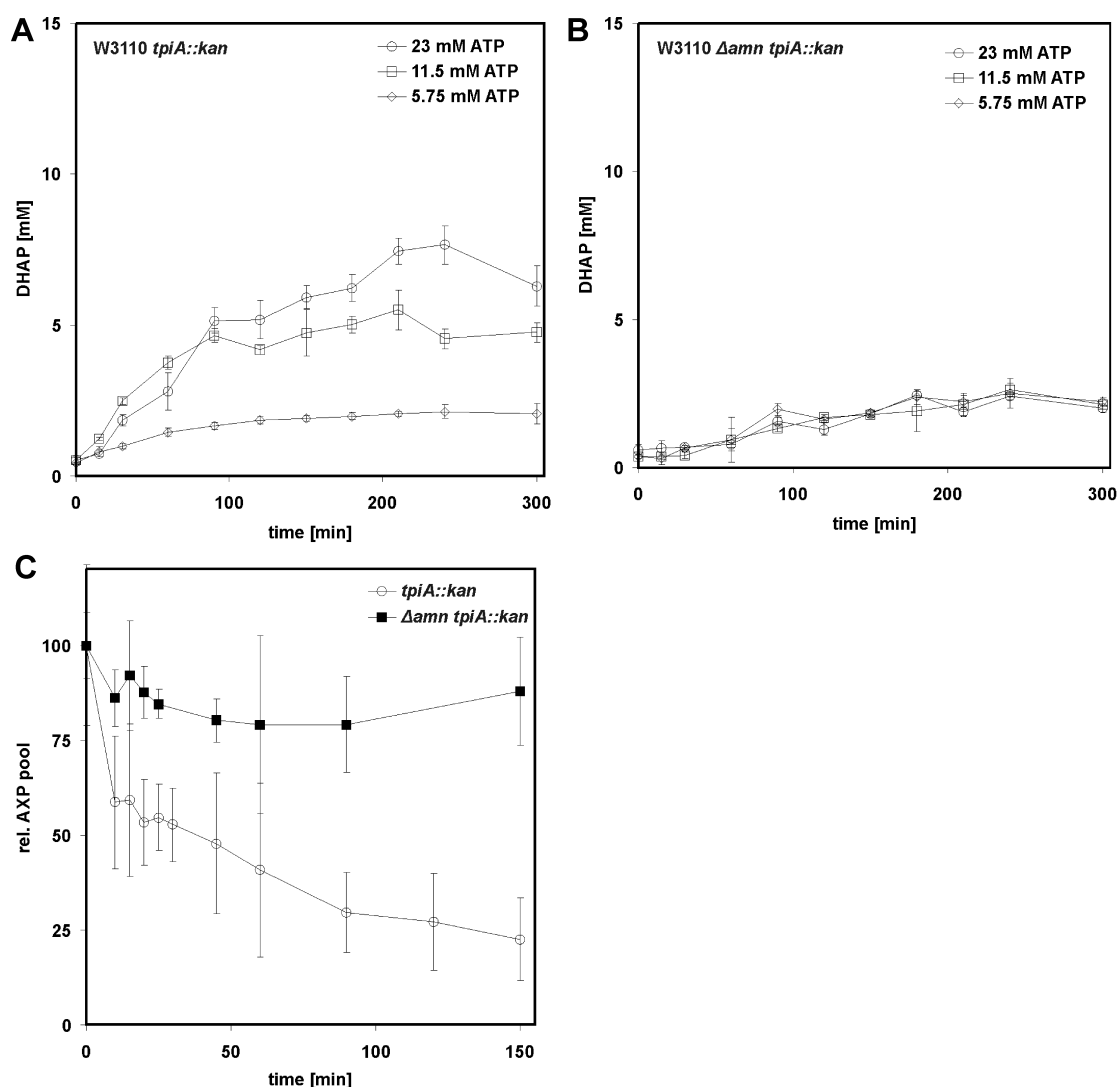 A
W3110 tpiA::kan
23 mM ATP
11.5 mM ATP
5.75 mM ATP
15
10
5
0
DHAP [mM]
0 100 200 300
time [min]
B
W3110 Δamn tpiA::kan
23 mM ATP
11.5 mM ATP
5.75 mM ATP
15
10
5
0
DHAP [mM]
0 100 200 300
time [min]
C
tpiA::kan
Δamn tpiA::kan
100
75
50
25
0
rel. AXP pool
0 50 100 150
time [min]